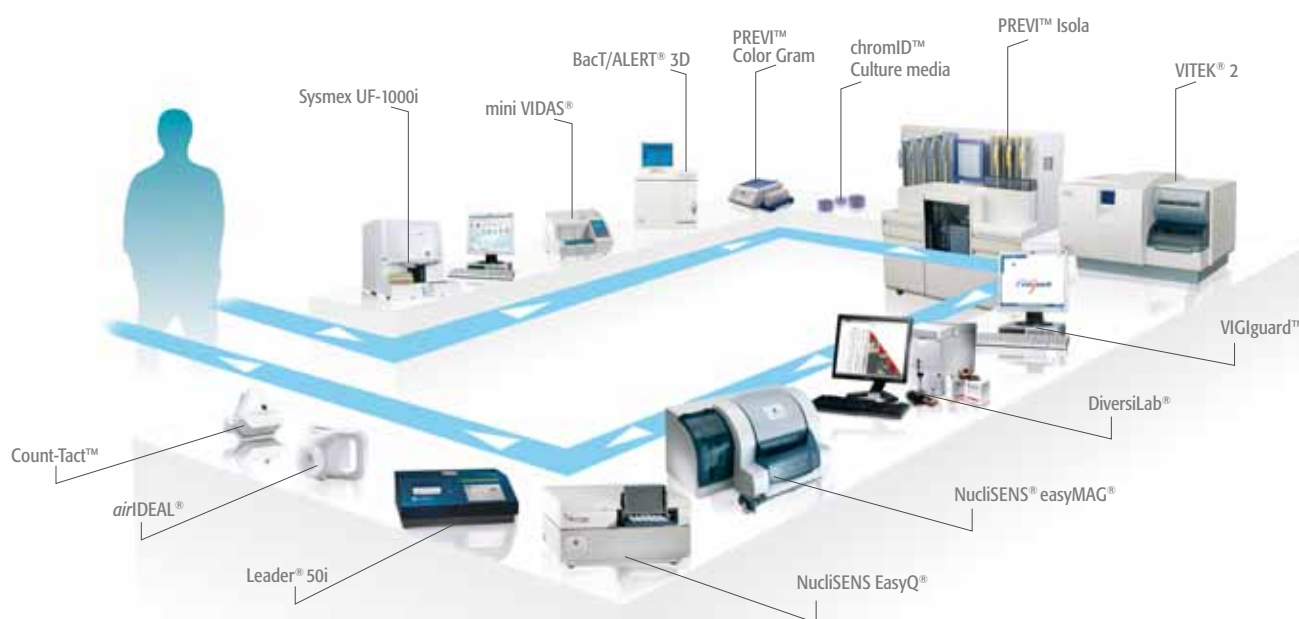 PREVI™ Isola
PREVI™
Color Gram
chromID™
Culture media
BacT/ALERT® 3D
VITEK® 2
Sysmex UF-1000i
mini VIDAS®
VIGIguard™
DiversiLab®
Count-Tact™
airIDEAL®
NucliSENS® easyMAG®
Leader® 50i
NucliSENS EasyQ®